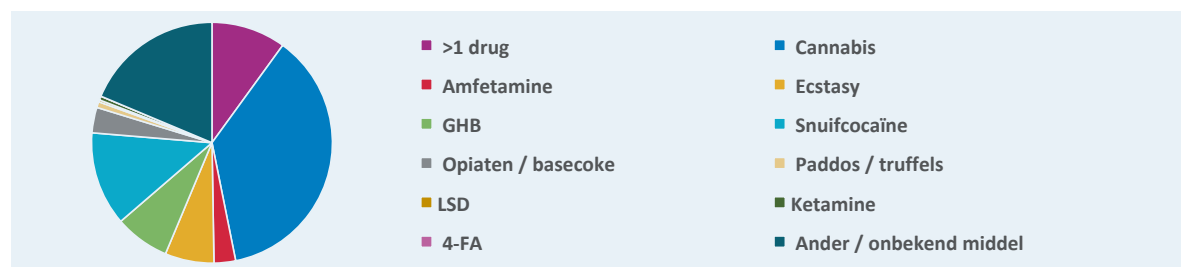 >1 drug
Cannabis
Amfetamine
Ecstasy
GHB
Snuifcocaïne
Opiaten / basecoke
Paddos / truffels
LSD
Ketamine
4-FA
Ander / onbekend middel